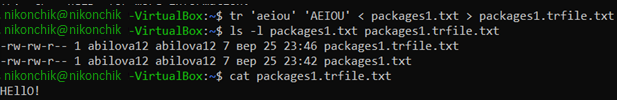 nikonchik@nikonchik -VirtualBox:~$ tr 'aeiou' 'AEIOU' < packages1.txt > packages1.trfile.txt
nikonchik@nikonchik -VirtualBox:~$ ls -l packages1.txt packages1.trfile.txt
-rw-rw-r-- 1 abilova12 abilova12 7 вер 25 23:46 packages1.trfile.txt
-rw-rw-r-- 1 abilova12 abilova12 7 вер 25 23:42 packages1.txt
nikonchik@nikonchik -VirtualBox:~$ cat packages1.trfile.txt
HEllO!